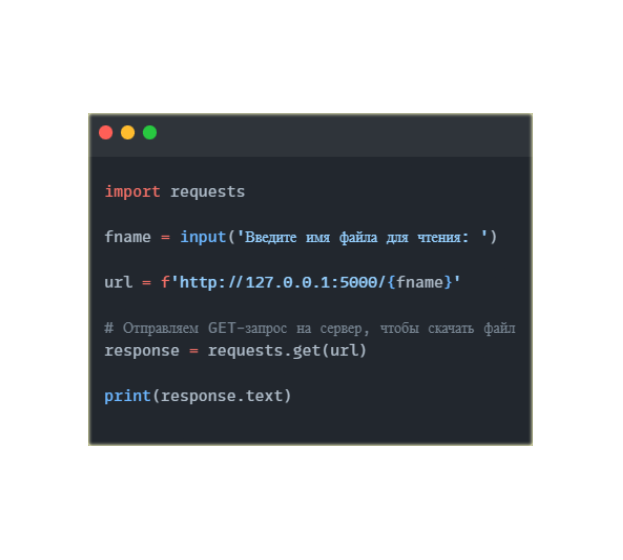 import requests
fname = input('Введите имя файла для чтения: ')
url = f'http://127.0.0.1:5000/{fname}'
# Отправляем GET-запрос на сервер, чтобы скачать файл
response = requests.get(url)
print(response.text)